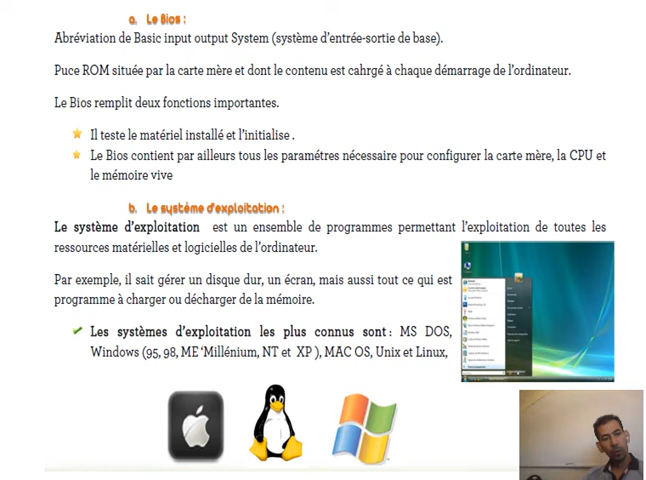 a. Le Bios :
Abréviation de Basic input output System (système d'entrée-sortie de base).
Puce ROM située par la carte mère et dont le contenu est cahrgé à chaque démarrage de l'ordinateur.
Le Bios remplit deux fonctions importantes.
Il teste le matériel installé et l'initialise .
Le Bios contient par ailleurs tous les paramétres nécessaire pour configurer la carte mère, la CPU et
le mémoire vive
b. Le système d'exploitation :
Le système d'exploitation est un ensemble de programmes permettant l'exploitation de toutes les
ressources matérielles et logicielles de l'ordinateur.
Par exemple, il sait gérer un disque dur, un écran, mais aussi tout ce qui est
programme à charger ou décharger de la mémoire.
Les systèmes d'exploitation les plus connus sont : MS DOS,
Windows (95, 98, ME 'Millénium, NT et XP ), MAC OS, Unix et Linux,